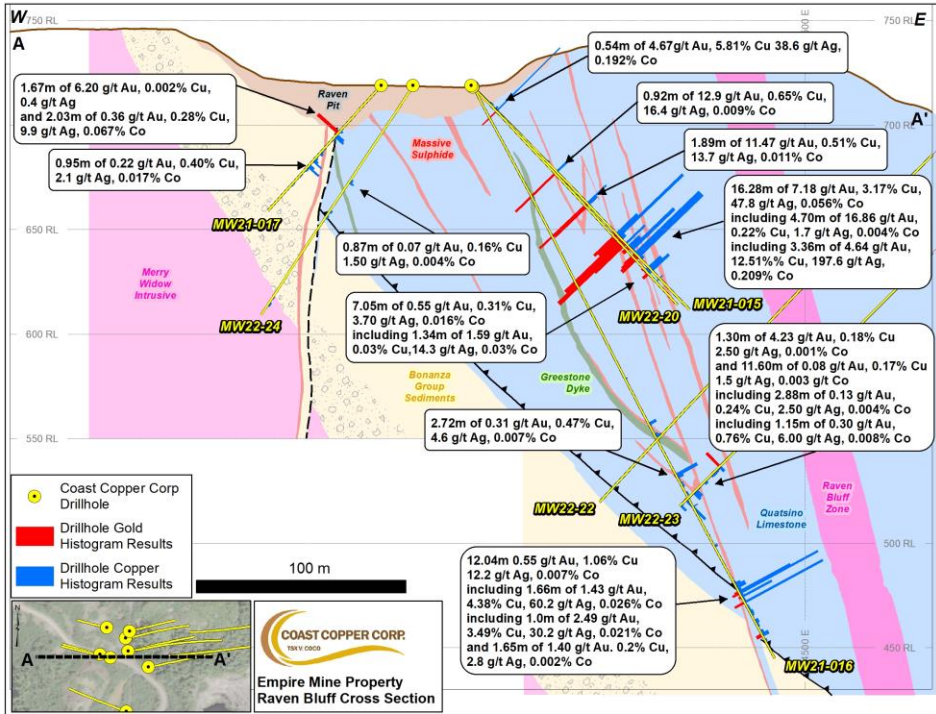 W
E
750 RL
750 RL
A
A'
700 RL
650 RL
600 RL
550 RL
500 RL
450 RL
500 E
500 E
1.67m of 6.20 g/t Au, 0.002% Cu,
0.4 g/t Ag
and 2.03m of 0.36 g/t Au, 0.28% Cu,
9.9 g/t Ag, 0.067% Co
0.95m of 0.22 g/t Au, 0.40% Cu,
2.1 g/t Ag, 0.017% Co
Raven
Pit
Massive
Sulphide
0.54m of 4.67g/t Au, 5.81% Cu 38.6 g/t Ag,
0.192% Co
0.92m of 12.9 g/t Au, 0.65% Cu,
16.4 g/t Ag, 0.009% Co
1.89m of 11.47 g/t Au, 0.51% Cu,
13.7 g/t Ag, 0.011% Co
16.28m of 7.18 g/t Au, 3.17% Cu,
47.8 g/t Ag, 0.056% Co
including 4.70m of 16.86 g/t Au,
0.22% Cu, 1.7 g/t Ag, 0.004% Co
including 3.36m of 4.64 g/t Au,
12.51%% Cu, 197.6 g/t Ag,
0.209% Co
MW21-017
MW22-24
MW21-015
MW22-20
Merry
Widow
Intrusive
0.87m of 0.07 g/t Au, 0.16% Cu
1.50 g/t Ag, 0.004% Co
7.05m of 0.55 g/t Au, 0.31% Cu,
3.70 g/t Ag, 0.016% Co
including 1.34m of 1.59 g/t Au,
0.03% Cu,14.3 g/t Ag, 0.03% Co
Bonanza
Group
Sediments
Greestone
Dyke
1.30m of 4.23 g/t Au, 0.18% Cu
2.50 g/t Ag, 0.001% Co
and 11.60m of 0.08 g/t Au, 0.17% Cu
1.5 g/t Ag, 0.003 g/t Co
including 2.88m of 0.13 g/t Au,
0.24% Cu, 2.50 g/t Ag, 0.004% Co
including 1.15m of 0.30 g/t Au,
0.76% Cu, 6.00 g/t Ag, 0.008% Co
2.72m of 0.31 g/t Au, 0.47% Cu,
4.6 g/t Ag, 0.007% Co
MW22-22
MW22-23
Quatsino
Limestone
Raven
Bluff
Zone
12.04m 0.55 g/t Au, 1.06% Cu
12.2 g/t Ag, 0.007% Co
including 1.66m of 1.43 g/t Au,
4.38% Cu, 60.2 g/t Ag, 0.026% Co
including 1.0m of 2.49 g/t Au,
3.49% Cu, 30.2 g/t Ag, 0.021% Co
and 1.65m of 1.40 g/t Au. 0.2% Cu,
2.8 g/t Ag, 0.002% Co
MW21-016
Coast Copper Corp
Drillhole
Drillhole Gold
Histogram Results
Drillhole Copper
Histogram Results
100 m
N
A
A'
COAST COPPER CORP.
TSX V: COCO
Empire Mine Property
Raven Bluff Cross Section